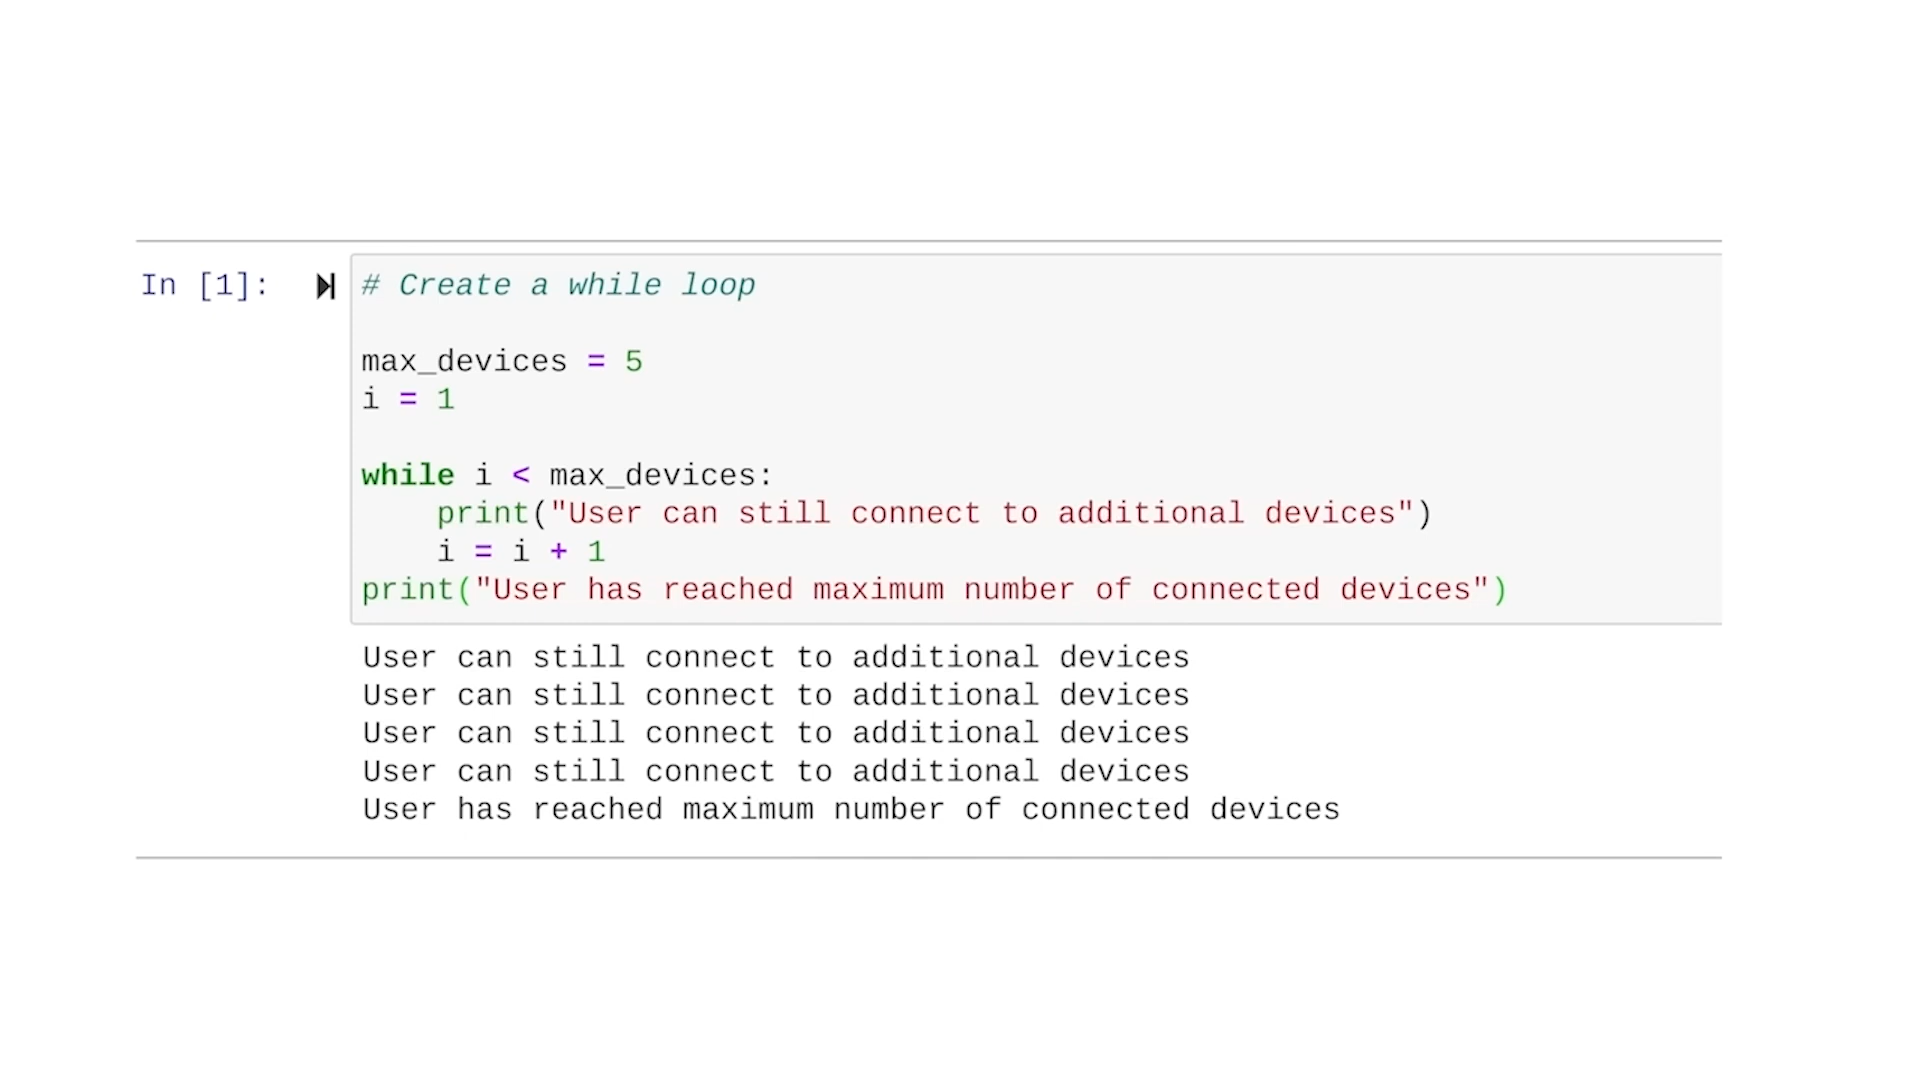 In [1]:
# Create a while loop
max_devices = 5
i = 1
while i < max_devices:
    print("User can still connect to additional devices")
    i = i + 1
print("User has reached maximum number of connected devices")
User can still connect to additional devices
User can still connect to additional devices
User can still connect to additional devices
User can still connect to additional devices
User has reached maximum number of connected devices